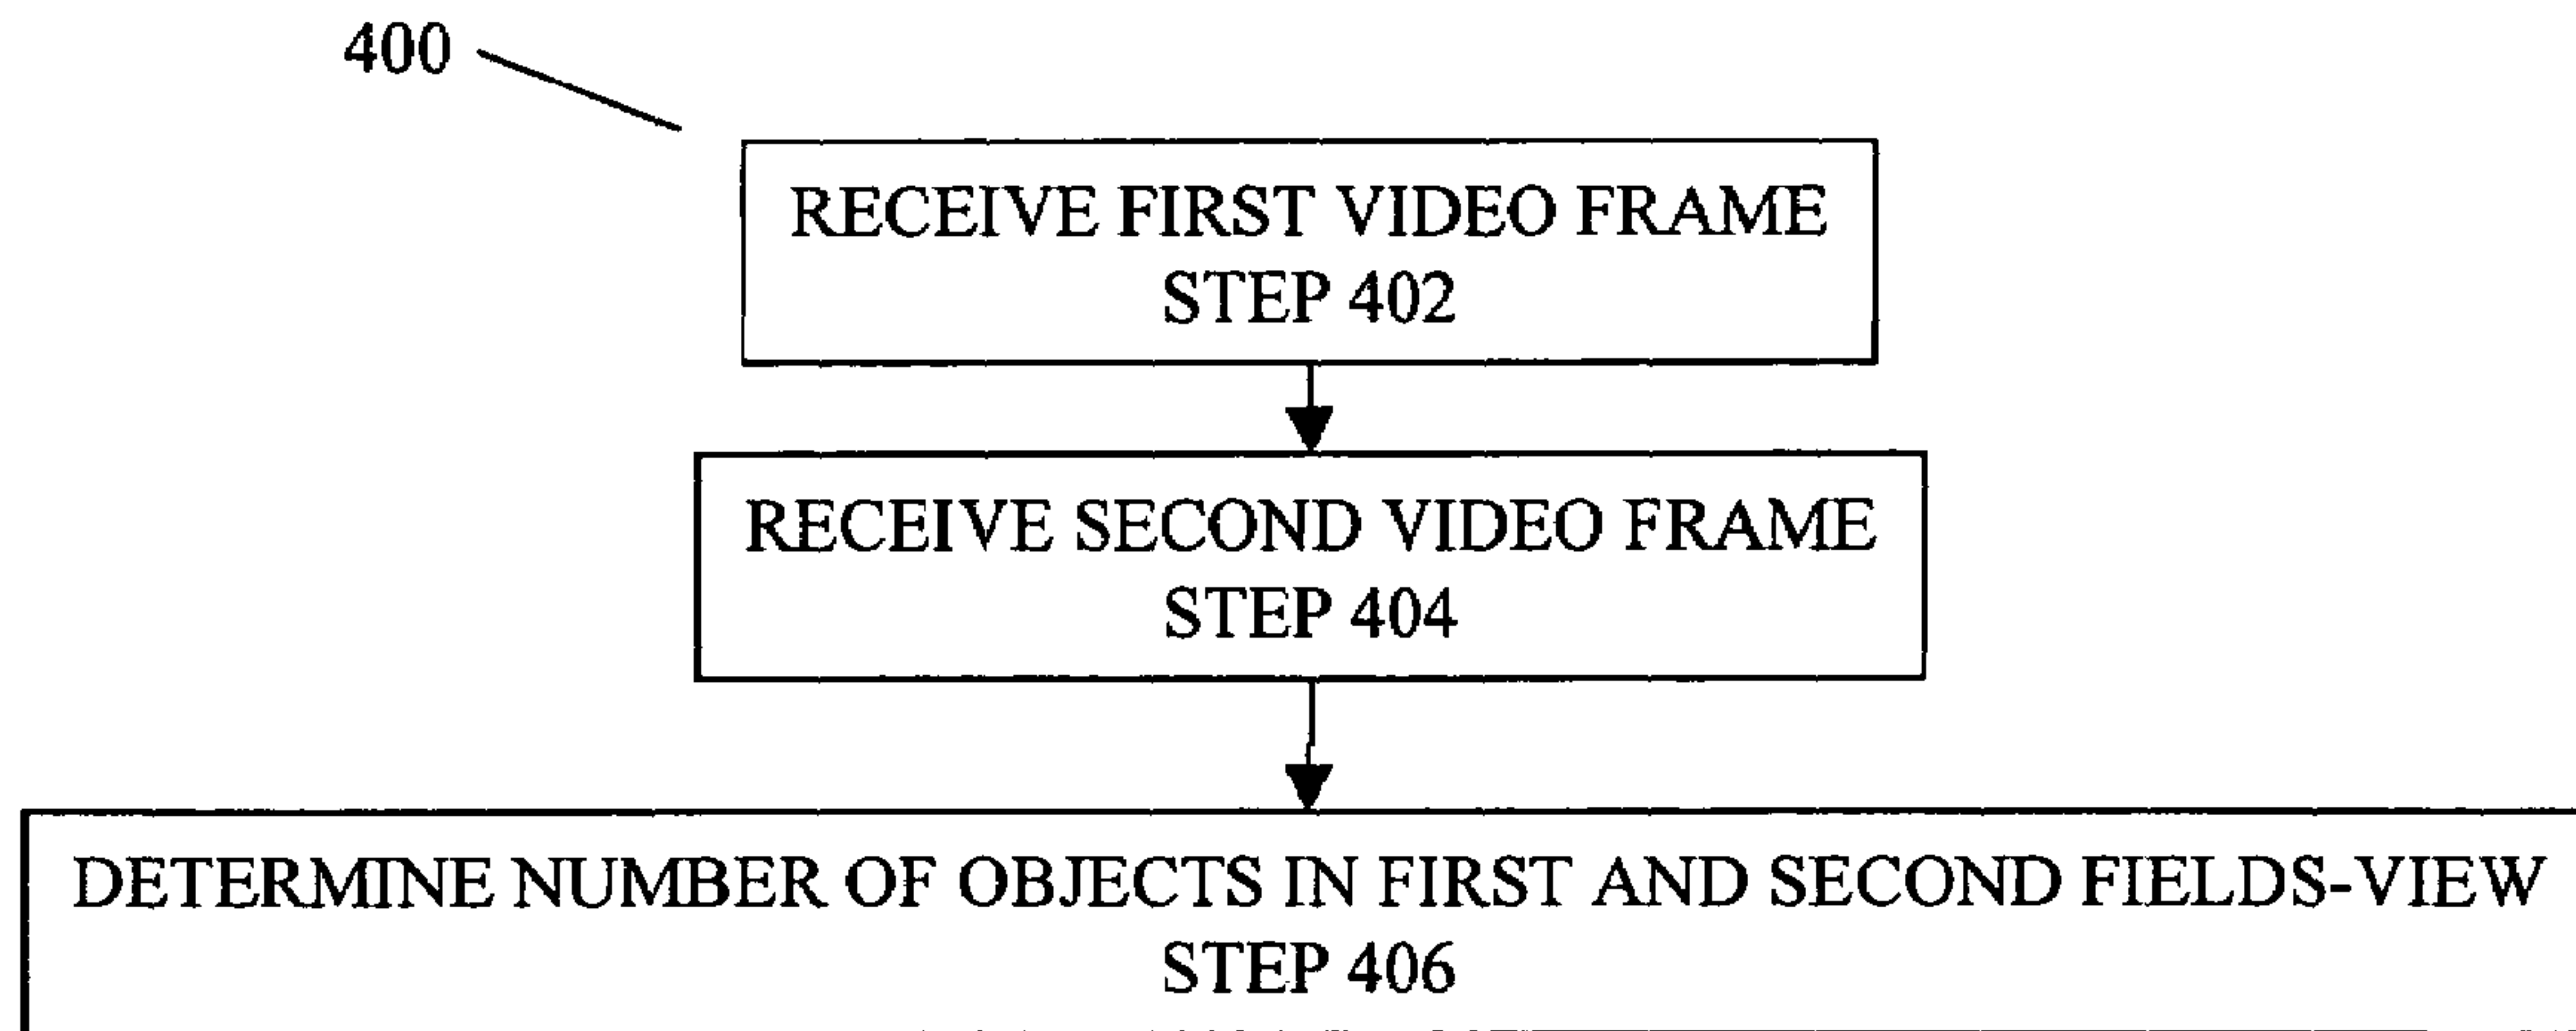 400
RECEIVE FIRST VIDEO FRAME
STEP 402
RECEIVE SECOND VIDEO FRAME
STEP 404
DETERMINE NUMBER OF OBJECTS IN FIRST AND SECOND FIELDS-VIEW
STEP 406